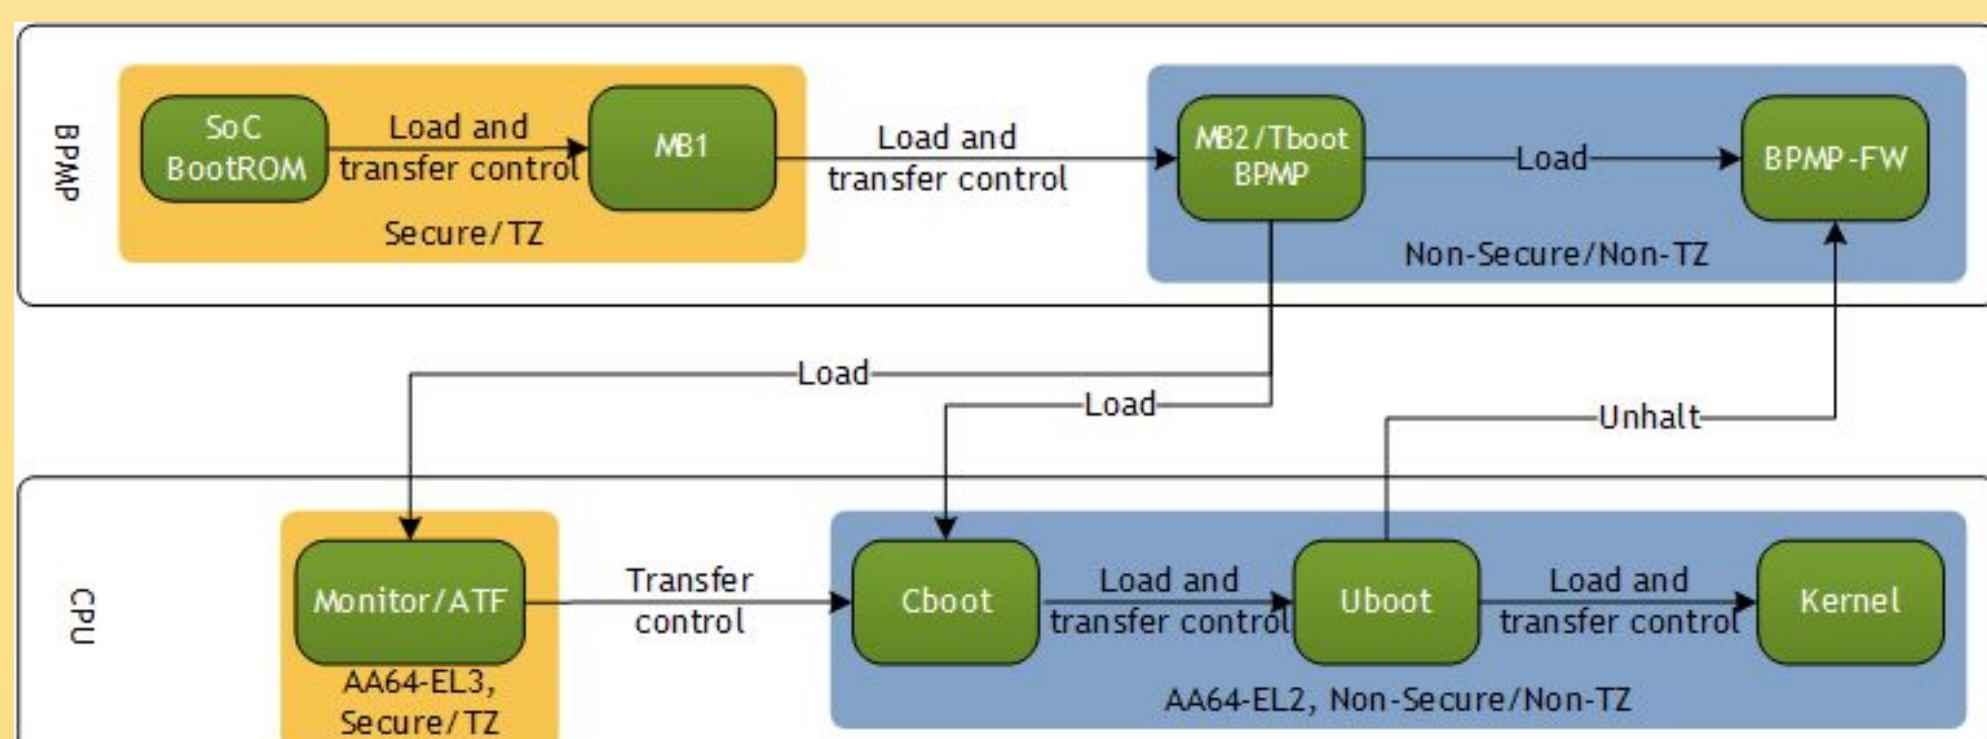 BPMP
SoC
BootROM
Load and
transfer control
MB1
Secure/TZ
Load and
transfer control
MB2/Tboot
BPMP
Load
BPMP-FW
Non-Secure/Non-TZ
Load
Load
Unhalt
CPU
Monitor/ATF
AA64-EL3,
Secure/TZ
Transfer
control
Cboot
Load and
transfer control
Uboot
Load and
transfer control
Kernel
AA64-EL2, Non-Secure/Non-TZ